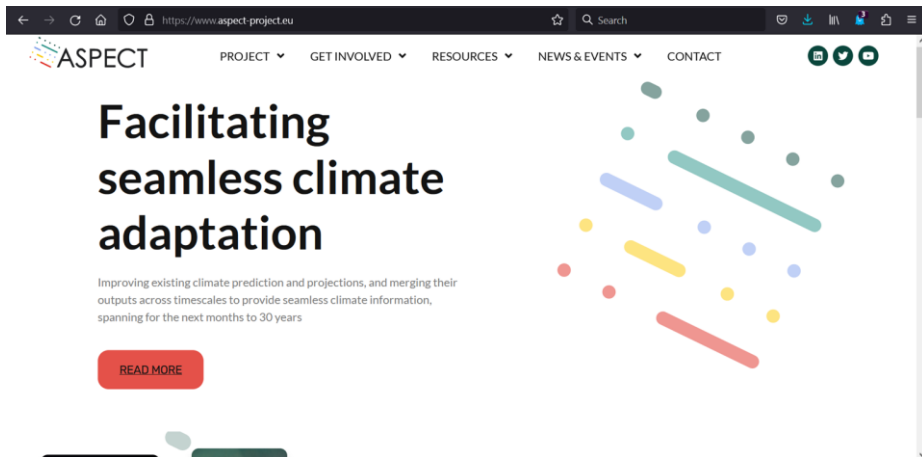 https://www.aspect-project.eu
Search
3
ASPECT
PROJECT
GET INVOLVED
RESOURCES
NEWS & EVENTS
CONTACT
Facilitating
seamless climate
adaptation
Improving existing climate prediction and projections, and merging their
outputs across timescales to provide seamless climate information,
spanning for the next months to 30 years
READ MORE